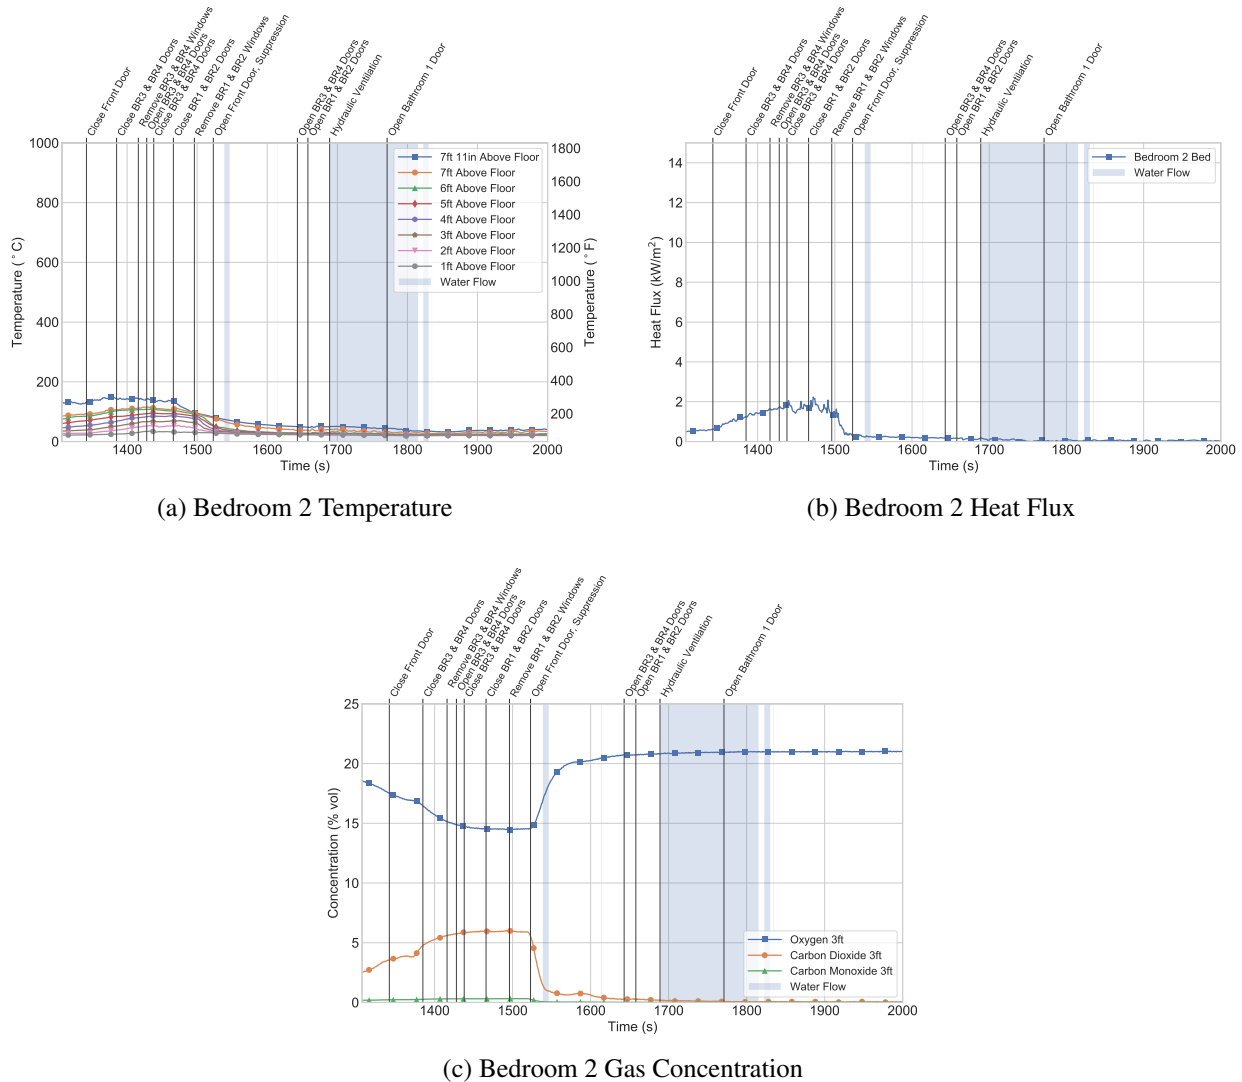 Close Front Door
Close BR3 & BR4 Doors
Remove BR3 & BR4 Windows
Open BR3 & BR4 Doors
Close BR3 & BR4 Doors
Close BR1 & BR2 Doors
Remove BR1 & BR2 Windows
Open Front Door, Suppression
Open BR3 & BR4 Doors
Open BR1 & BR2 Doors
Hydraulic Ventilation
Open Bathroom 1 Door
1000
800
600
400
200
0
Temperature (°C)
1800
1600
1400
1200
1000
800
600
400
200
Temperature (°F)
7ft 11in Above Floor
7ft Above Floor
6ft Above Floor
5ft Above Floor
4ft Above Floor
3ft Above Floor
2ft Above Floor
1ft Above Floor
Water Flow
1400 1500 1600 1700 1800 1900 2000
Time (s)
(a) Bedroom 2 Temperature
Close Front Door
Close BR3 & BR4 Doors
Remove BR3 & BR4 Windows
Open BR3 & BR4 Doors
Close BR3 & BR4 Doors
Close BR1 & BR2 Doors
Remove BR1 & BR2 Windows
Open Front Door, Suppression
Open BR3 & BR4 Doors
Open BR1 & BR2 Doors
Hydraulic Ventilation
Open Bathroom 1 Door
14
12
10
8
6
4
2
0
Heat Flux (kW/m²)
Bedroom 2 Bed
Water Flow
1400 1500 1600 1700 1800 1900 2000
Time (s)
(b) Bedroom 2 Heat Flux
Close Front Door
Close BR3 & BR4 Doors
Remove BR3 & BR4 Windows
Open BR3 & BR4 Doors
Close BR3 & BR4 Doors
Close BR1 & BR2 Doors
Remove BR1 & BR2 Windows
Open Front Door, Suppression
Open BR3 & BR4 Doors
Open BR1 & BR2 Doors
Hydraulic Ventilation
Open Bathroom 1 Door
25
20
15
10
5
0
Concentration (% vol)
Oxygen 3ft
Carbon Dioxide 3ft
Carbon Monoxide 3ft
Water Flow
1400 1500 1600 1700 1800 1900 2000
Time (s)
(c) Bedroom 2 Gas Concentration